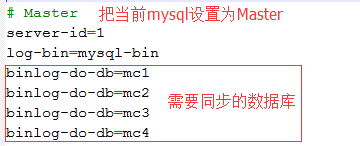 # Master 把当前mysql设置为Master
server-id=1
log-bin=mysql-bin
binlog-do-db=mc1
binlog-do-db=mc2
binlog-do-db=mc3
binlog-do-db=mc4
需要同步的数据库